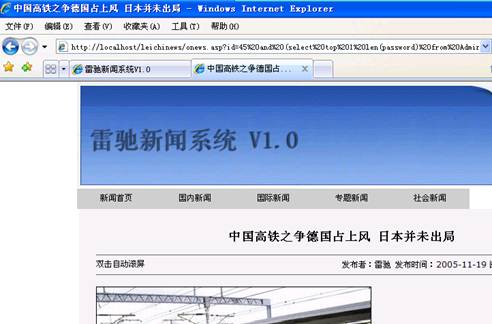 中国高铁之争德国占上风 日本并未出局 - Windows Internet Explorer
文件(F) 编辑(E) 查看(V) 收藏夹(A) 工具(T) 帮助(H)
http://localhost/leichinews/onews.asp?id=45%20and%20(select%20top%201%20len(password)%20from%20Admin
雷驰新闻系统V1.0 中国高铁之争德国占上风...
雷驰新闻系统 V1.0
新闻首页 国内新闻 国际新闻 专题新闻 社会新闻
中国高铁之争德国占上风 日本并未出局
双击自动滚屏 发布者：雷驰 发布时间：2005-11-19